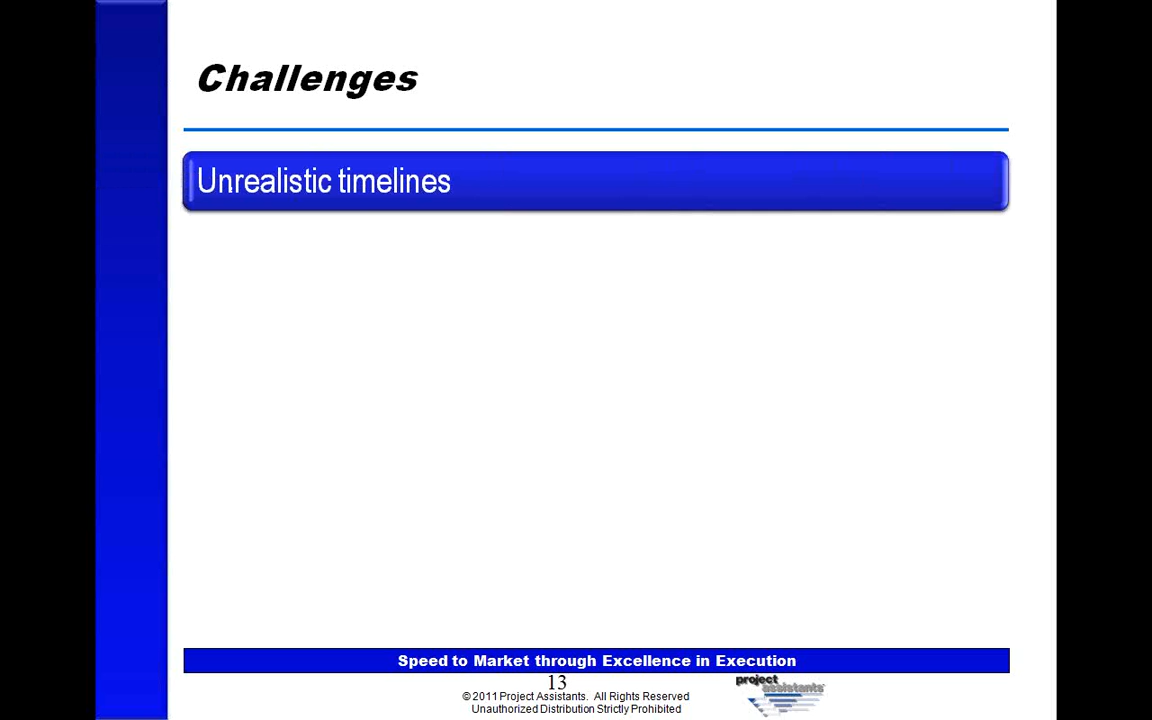 Challenges
Unrealistic timelines
Speed to Market through Excellence in Execution
13
© 2011 Project Assistants. All Rights Reserved
Unauthorized Distribution Strictly Prohibited
project
assistants